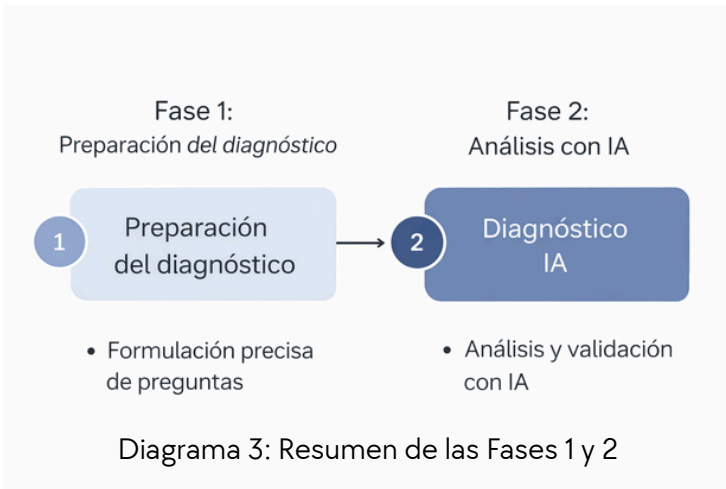 Fase 1:
Preparación del diagnóstico
Fase 2:
Análisis con IA
1
Preparación
del diagnóstico
2
Diagnóstico
IA
• Formulación precisa
de preguntas
• Análisis y validación
con IA
Diagrama 3: Resumen de las Fases 1 y 2